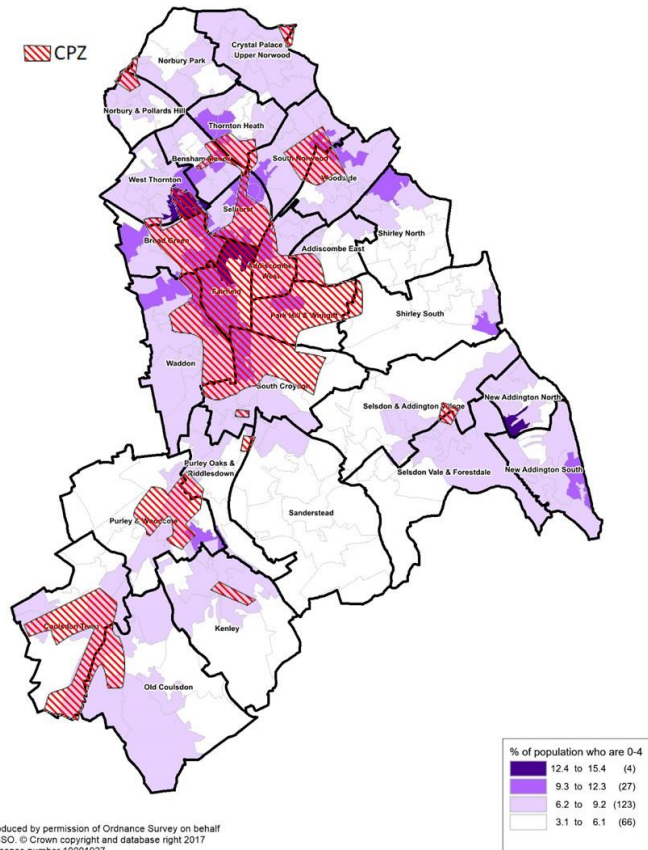 CPZ
Crystal Palace
Upper Norwood
Norbury Park
Norbury & Pollards Hill
Thornton Heath
Bensham Manor
South Norwood
West Thornton
Woodside
Selhurst
Shirley North
Broad Green
Addiscombe East
Addiscombe
West
Fairfield
Park Hill & Whitgift
Shirley South
Waddon
South Croydon
New Addington North
Selsdon & Addington Village
Purley Oaks &
Riddlesdown
Selsdon Vale & Forestdale
New Addington South
Sanderstead
Purley & Woodcote
Coulsdon Town
Kenley
Old Coulsdon
% of population who are 0-4
12.4 to 15.4 (4)
9.3 to 12.3 (27)
6.2 to 9.2 (123)
3.1 to 6.1 (66)
oduced by permission of Ordnance Survey on behalf
SO. © Crown copyright and database right 2017